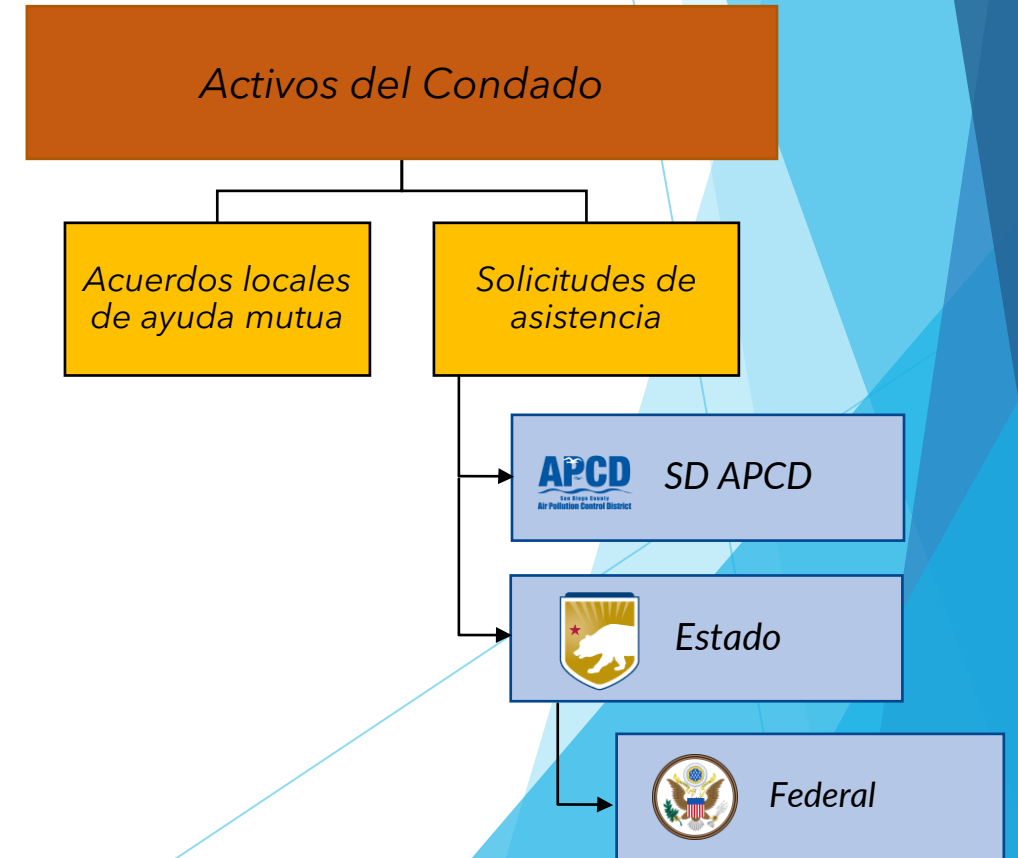 Activos del Condado
Acuerdos locales
de ayuda mutua
Solicitudes de
asistencia
APCD
San Diego County
Air Pollution Control District
SD APCD
Estado
Federal